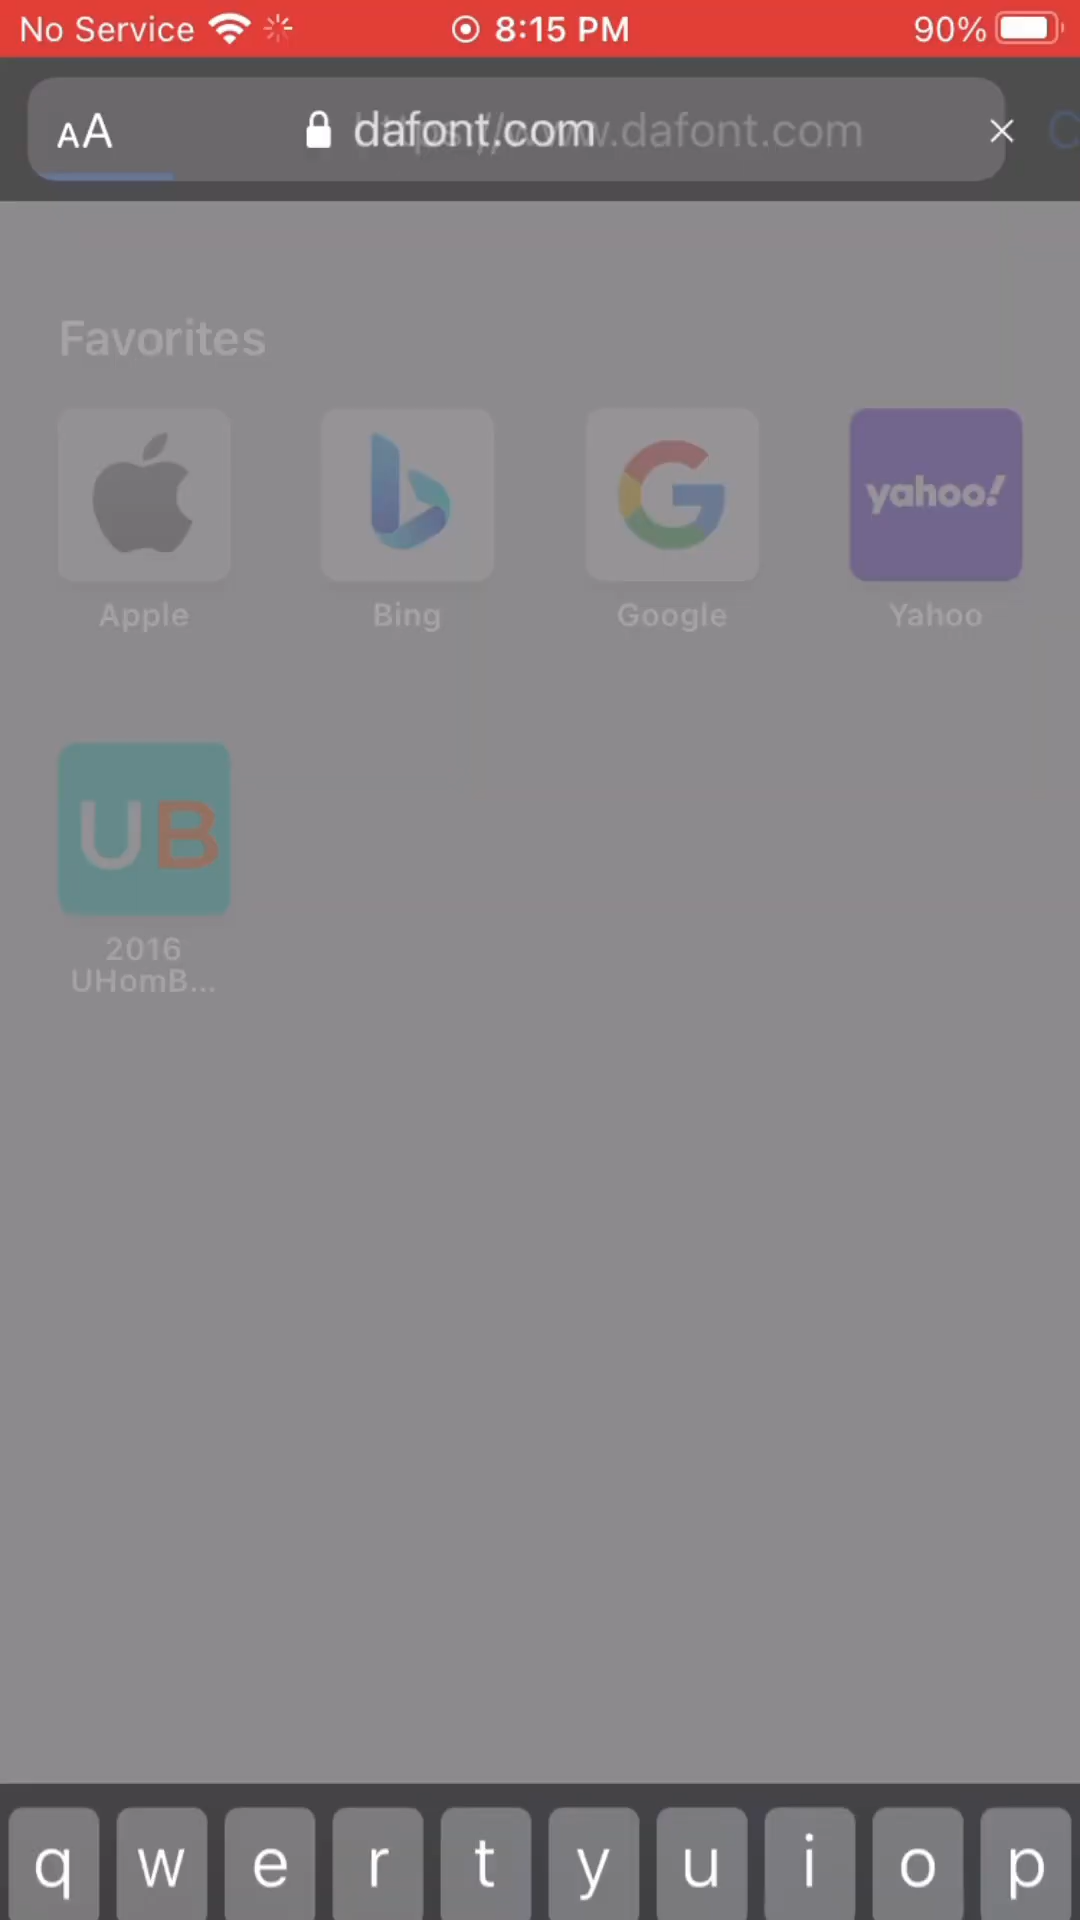 No Service 8:15 PM 90%
AA dafont.com https://www.dafont.com
Favorites
yahoo!
Apple Bing Google Yahoo
UB
2016
UHomB...
q w e r t y u i o p